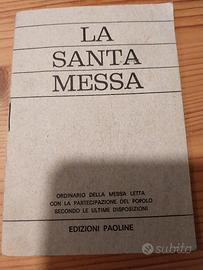 LA
SANTA
MESSA
ORDINARIO DELLA MESSA LETTA
CON LA PARTECIPAZIONE DEL POPOLO
SECONDO LE ULTIME DISPOSIZIONI
EDIZIONI PAOLINE
subito